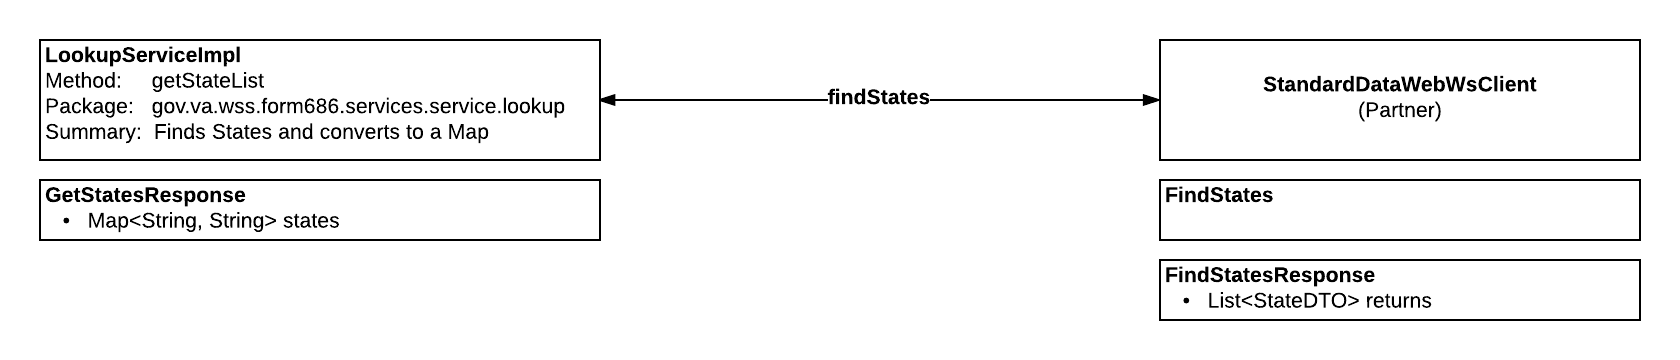 LookupServiceImpl
Method: getStateList
Package: gov.va.wss.form686.services.service.lookup
Summary: Finds States and converts to a Map
GetStatesResponse
• Map<String, String> states
findStates
StandardDataWebWsClient
(Partner)
FindStates
FindStatesResponse
• List<StateDTO> returns